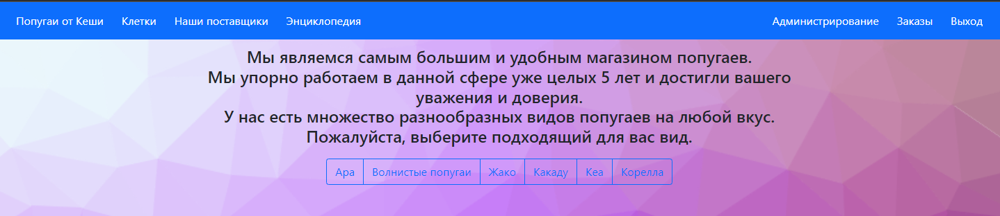 Попугаи от Кеши Клетки Наши поставщики Энциклопедия Администрирование Заказы Выход
Мы являемся самым большим и удобным магазином попугаев.
Мы упорно работаем в данной сфере уже целых 5 лет и достигли вашего
уважения и доверия.
У нас есть множество разнообразных видов попугаев на любой вкус.
Пожалуйста, выберите подходящий для вас вид.
Ара Волнистые попугаи Жако Какаду Кеа Корелла